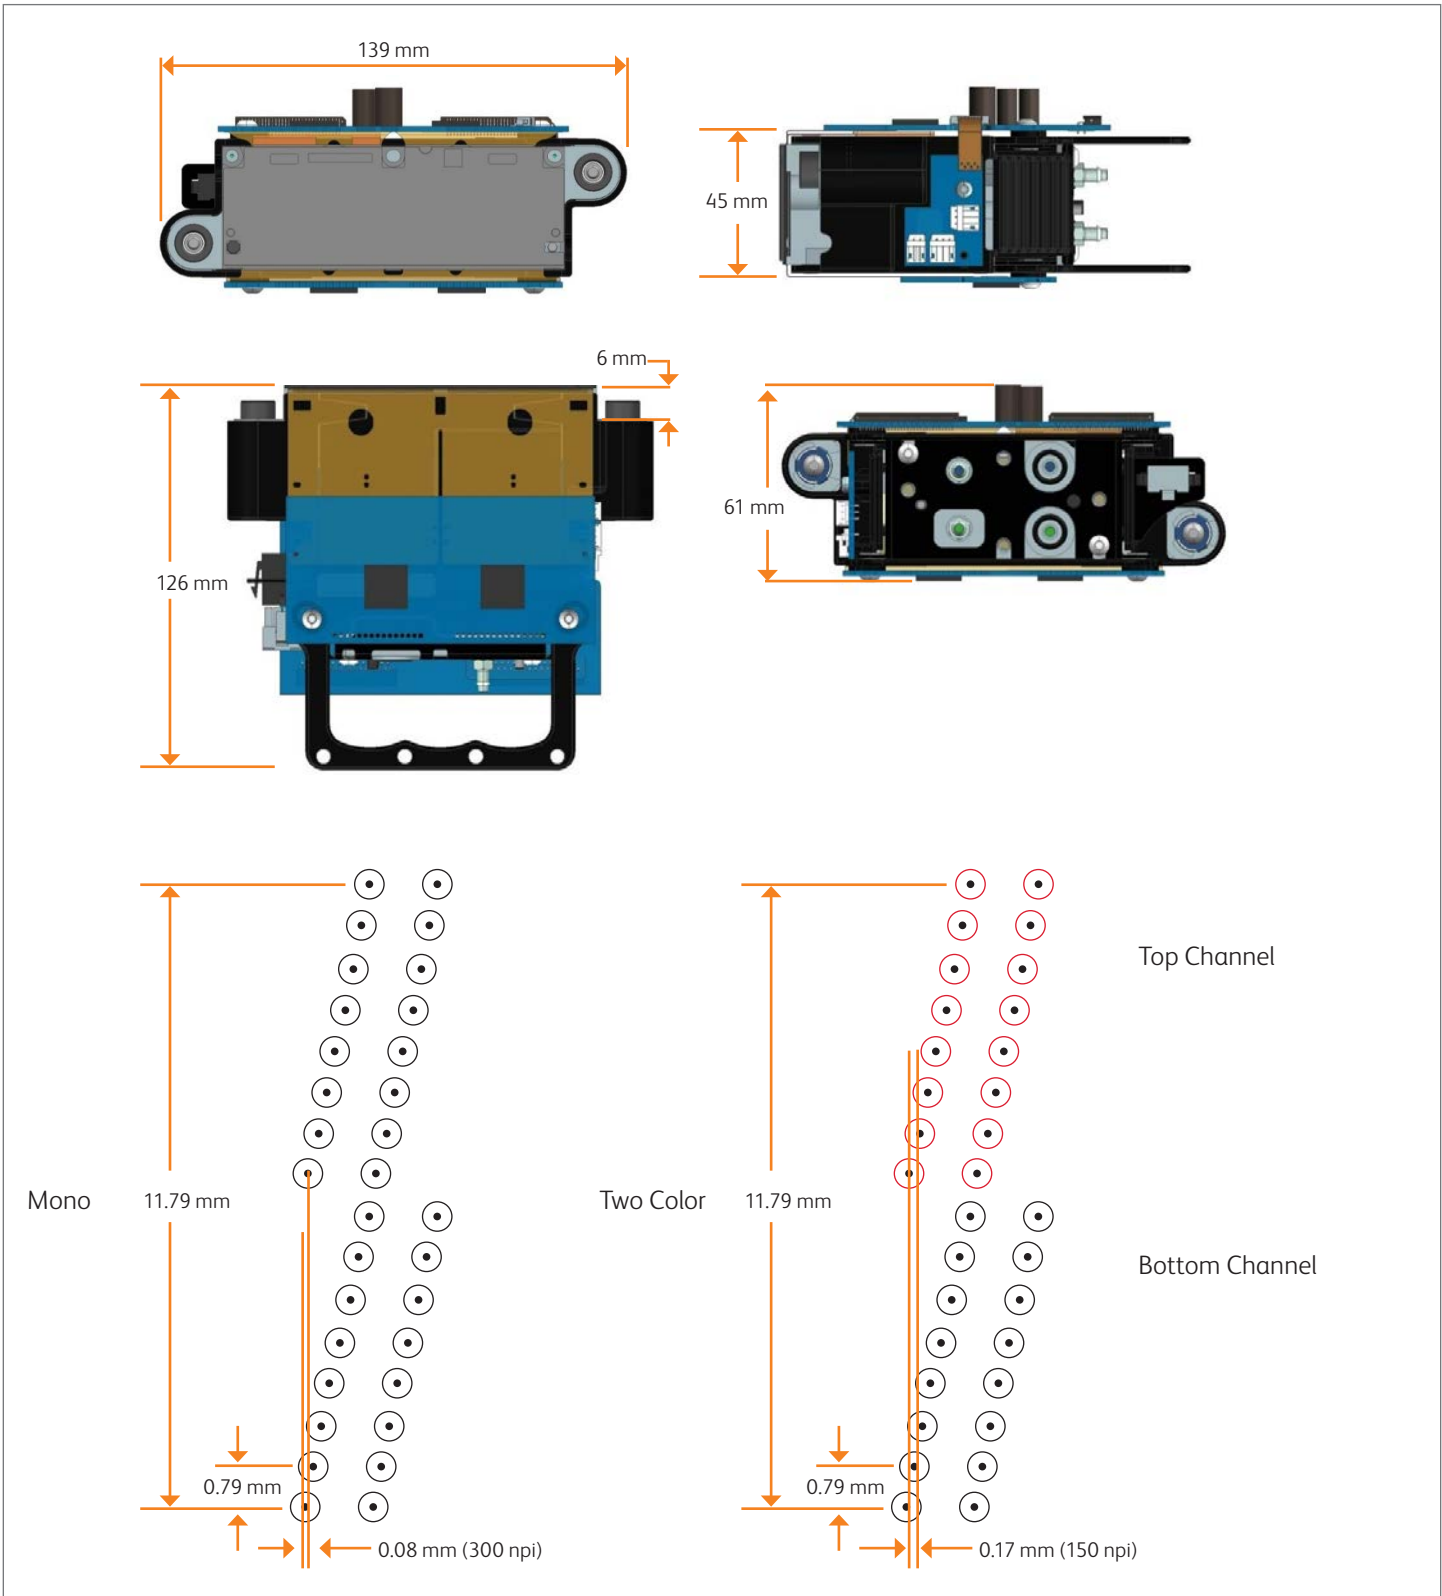 139 mm
45 mm
6 mm
126 mm
61 mm
Mono
11.79 mm
0.79 mm
0.08 mm (300 npi)
Two Color
11.79 mm
0.79 mm
0.17 mm (150 npi)
Top Channel
Bottom Channel